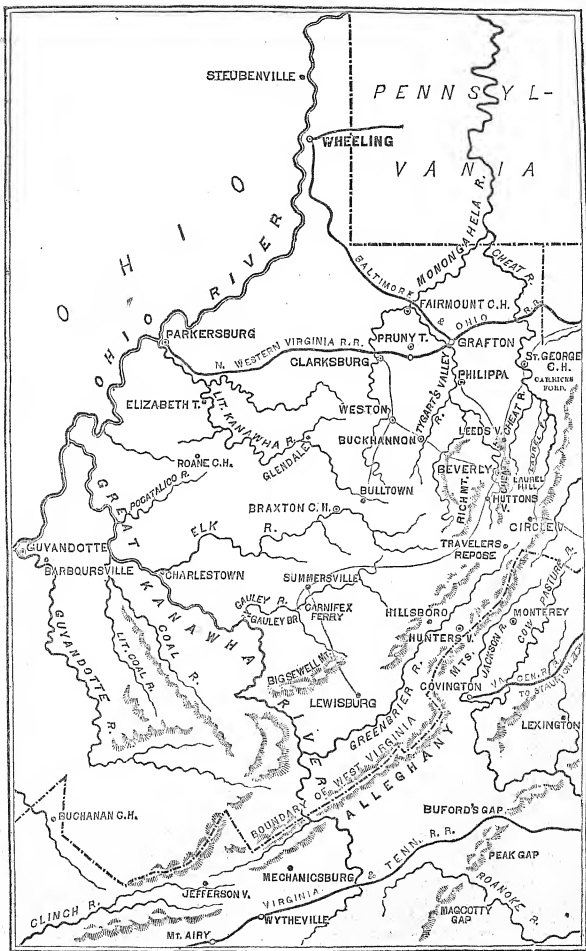 STEUBENVILLE
PENNSYL-
VANIA
WHEELING
OHIO
OHIO RIVER
MONONGAHELA R.
CHEAT R.
BALTIMORE & OHIO R.R.
FAIRMOUNT C.H.
PARKERSBURG
PRUNY T.
GRAFTON
N. WESTERN VIRGINIA R.R.
CLARKSBURG
ST. GEORGE
C.H.
CARRICKS
FORD.
PHILIPPA
TYGART'S VALLEY R.
ELIZABETH T.
LIT. KANAWHA R.
WESTON
LEEDS V.
CHEAT R.
BUCKHANNON
GLENDALE
BEVERLY
ROANE C.H.
RICH MT.
LAUREL
HILL
BULLTOWN
HUTTONS
V.
POCATALICO R.
BRAXTON C.H.
CIRCLE V.
ELK R.
GREAT KANAWHA RIVER
GUYANDOTTE
TRAVELERS
REPOSE
BARBOURSVILLE
CHARLESTOWN
SUMMERSVILLE
COW PASTURE R.
GAULEY R.
GAULEY BR.
CARNIFEX
FERRY
HILLSBORO
MONTEREY
HUNTERS V.
JACKSON R.
GUYANDOTTE R.
LIT. COAL R.
COAL R.
BIG SEWELL MT.
ALLEGHANY MTS.
COVINGTON
VA. CEN. R.R.
TO STAUNTON
LEWISBURG
GREENBRIER R.
LEXINGTON
BOUNDARY OF WEST VIRGINIA
BUCHANAN C.H.
BUFORD'S GAP
VIRGINIA & TENN. R.R.
PEAK GAP
MECHANICSBURG
JEFFERSON V.
ROANOKE R.
CLINCH R.
MAGOTTY
GAP
WYTHEVILLE
MT. AIRY